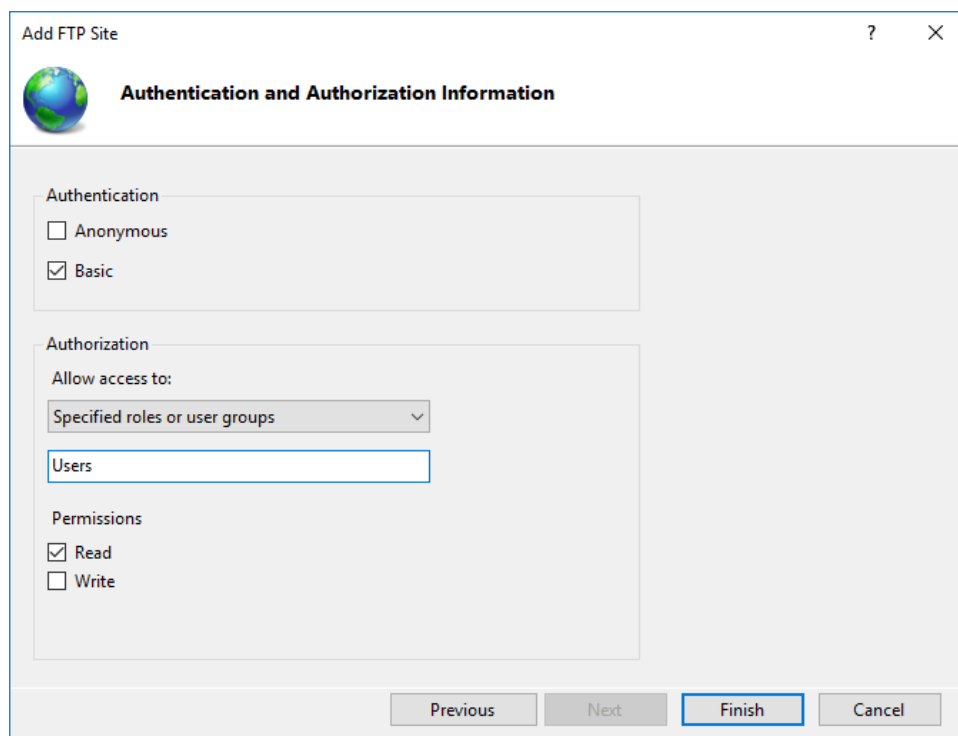 Add FTP Site ?
Authentication and Authorization Information
Authentication
Anonymous
Basic
Authorization
Allow access to:
Specified roles or user groups
Users
Permissions
Read
Write
Previous Next Finish Cancel